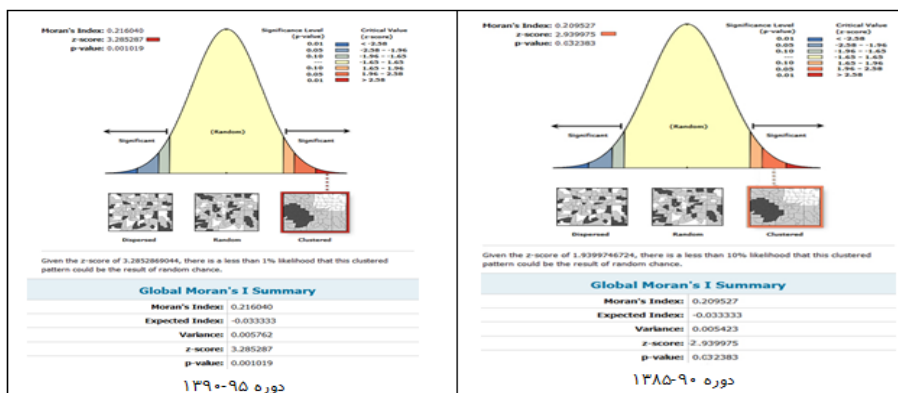 Moran's Index: 0.216040
z-score: 3.285287
p-value: 0.001019
Significance Level
(p-value)
Critical Value
(z-score)
0.01 < -2.58
0.05 -2.58 - -1.96
0.10 -1.96 - -1.65
— -1.65 - 1.65
0.10 1.65 - 1.96
0.05 1.96 - 2.58
0.01 > 2.58
(Random)
Significant
Significant
Dispersed
Random
Clustered
Given the z-score of 3.2852869044, there is a less than 1% likelihood that this clustered
pattern could be the result of random chance.
Global Moran's I Summary
Moran's Index: 0.216040
Expected Index: -0.033333
Variance: 0.005762
z-score: 3.285287
p-value: 0.001019
دوره ۹۵-۱۳۹۰
Moran's Index: 0.209527
z-score: 2.939975
p-value: 0.032383
Significance Level
(p-value)
Critical Value
(z-score)
0.01 < -2.58
0.05 -2.58 - -1.96
0.10 -1.96 - -1.65
— -1.65 - 1.65
0.10 1.65 - 1.96
0.05 1.96 - 2.58
0.01 > 2.58
(Random)
Significant
Significant
Dispersed
Random
Clustered
Given the z-score of 1.9399746724, there is a less than 10% likelihood that this clustered
pattern could be the result of random chance.
Global Moran's I Summary
Moran's Index: 0.209527
Expected Index: -0.033333
Variance: 0.005423
z-score: 2.939975
p-value: 0.032383
دوره ۹۰-۱۳۸۵